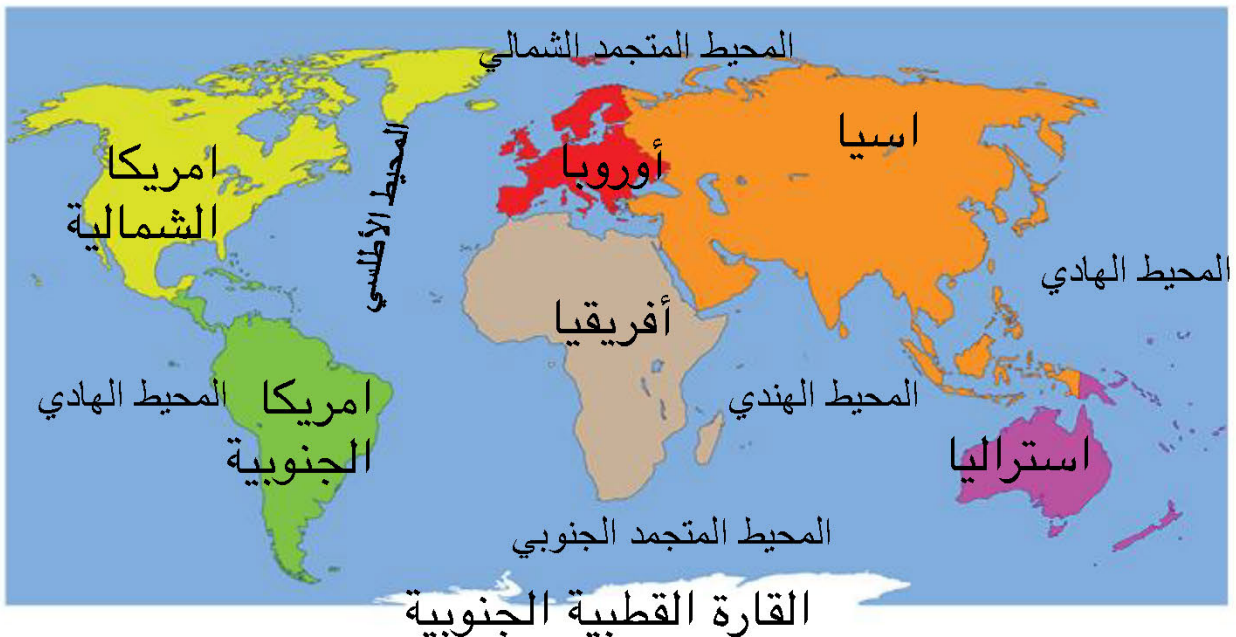 المحيط المتجمد الشمالي
اسيا
أوروبا
امريكا
الشمالية
المحيط الأطلسي
المحيط الهادي
أفريقيا
المحيط الهندي
امريكا
الجنوبية
المحيط الهادي
استراليا
المحيط المتجمد الجنوبي
القارة القطبية الجنوبية